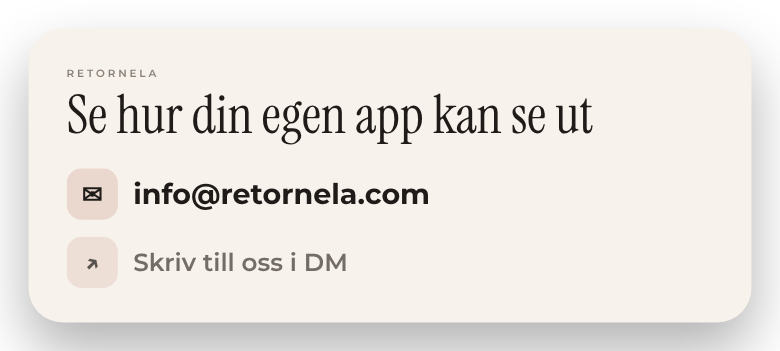 RETORNELA
Se hur din egen app kan se ut
info@retornela.com
Skriv till oss i DM